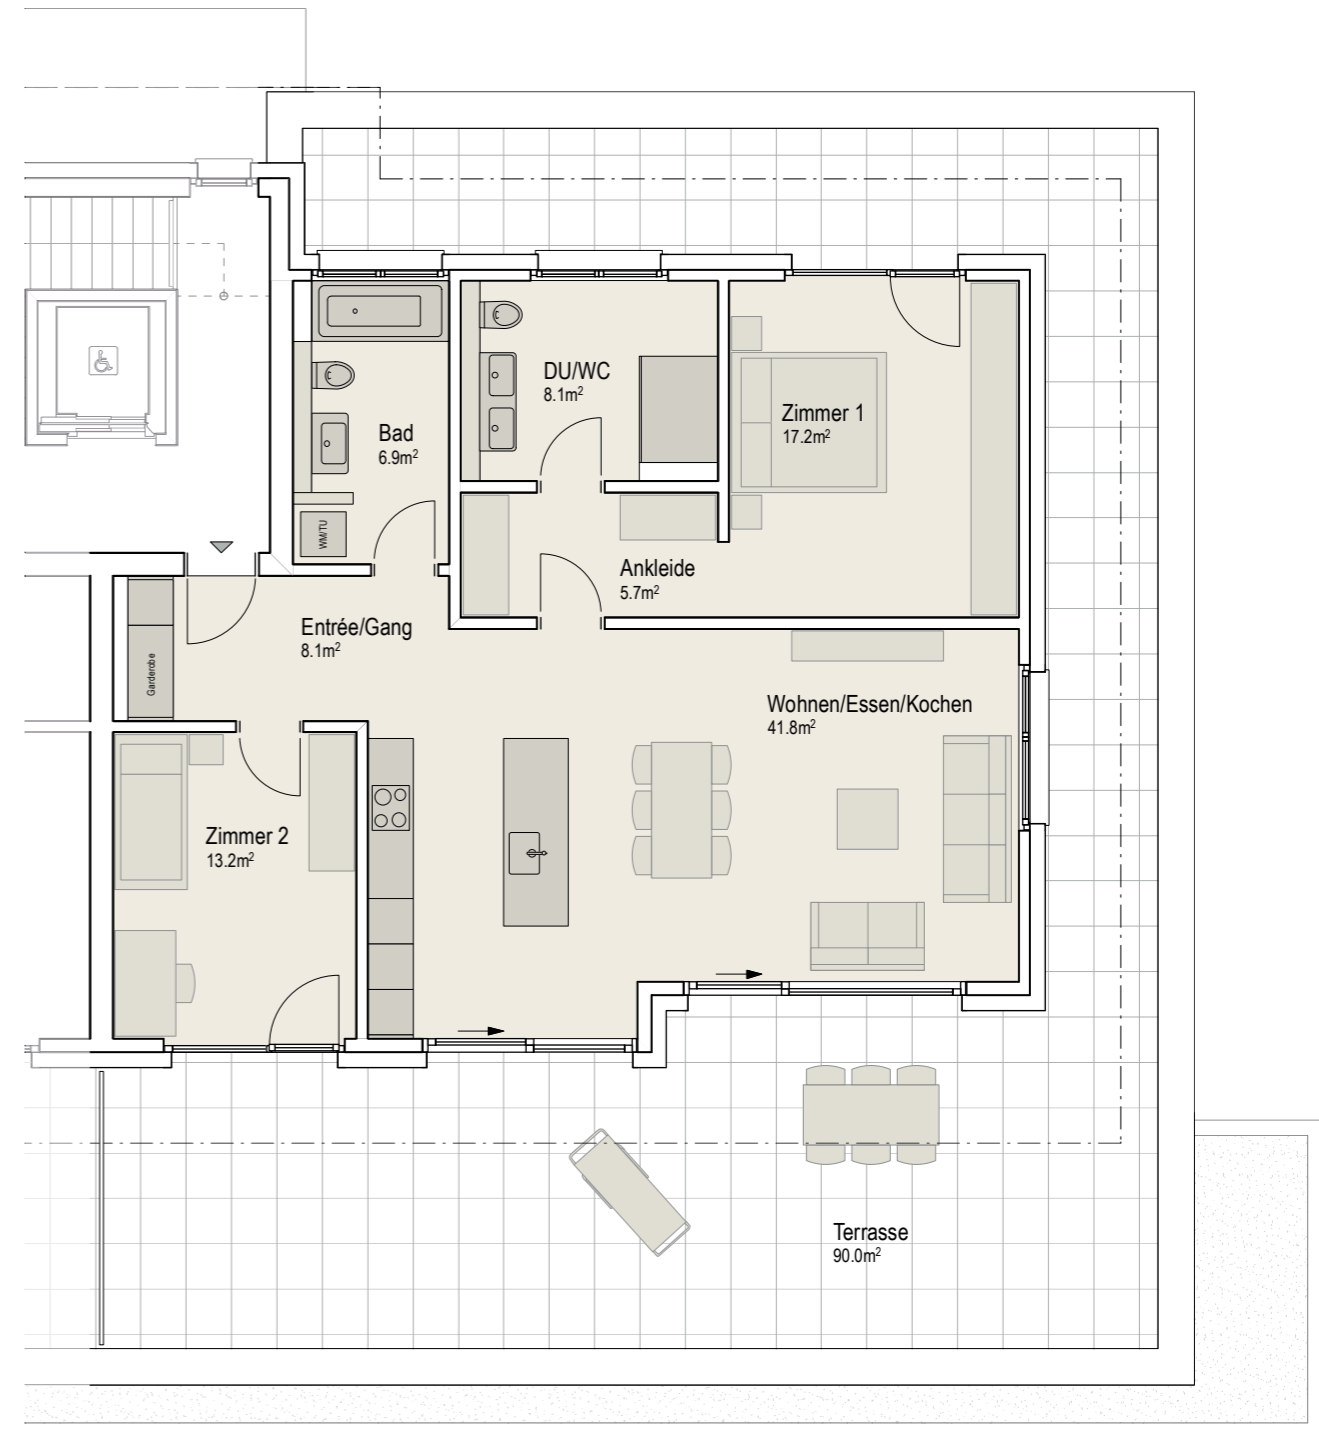 DU/WC
8.1m²
Zimmer 1
17.2m²
Bad
6.9m²
WM/TU
Ankleide
5.7m²
Entrée/Gang
8.1m²
Garderobe
Wohnen/Essen/Kochen
41.8m²
Zimmer 2
13.2m²
Terrasse
90.0m²